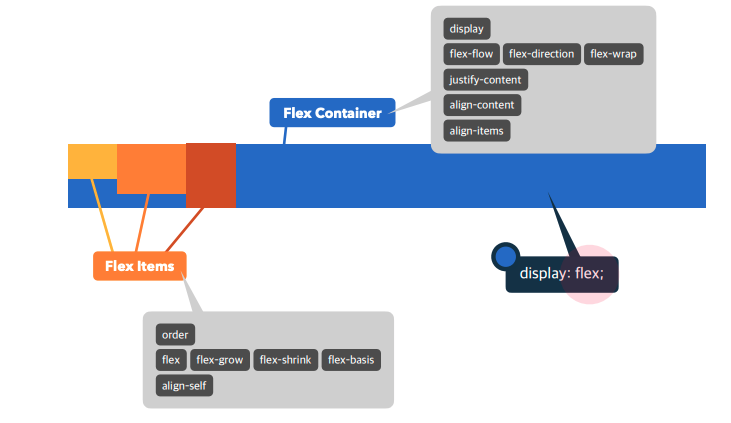 display
flex-flow flex-direction flex-wrap
justify-content
align-content
align-items
Flex Container
Flex Items
display: flex;
order
flex flex-grow flex-shrink flex-basis
align-self